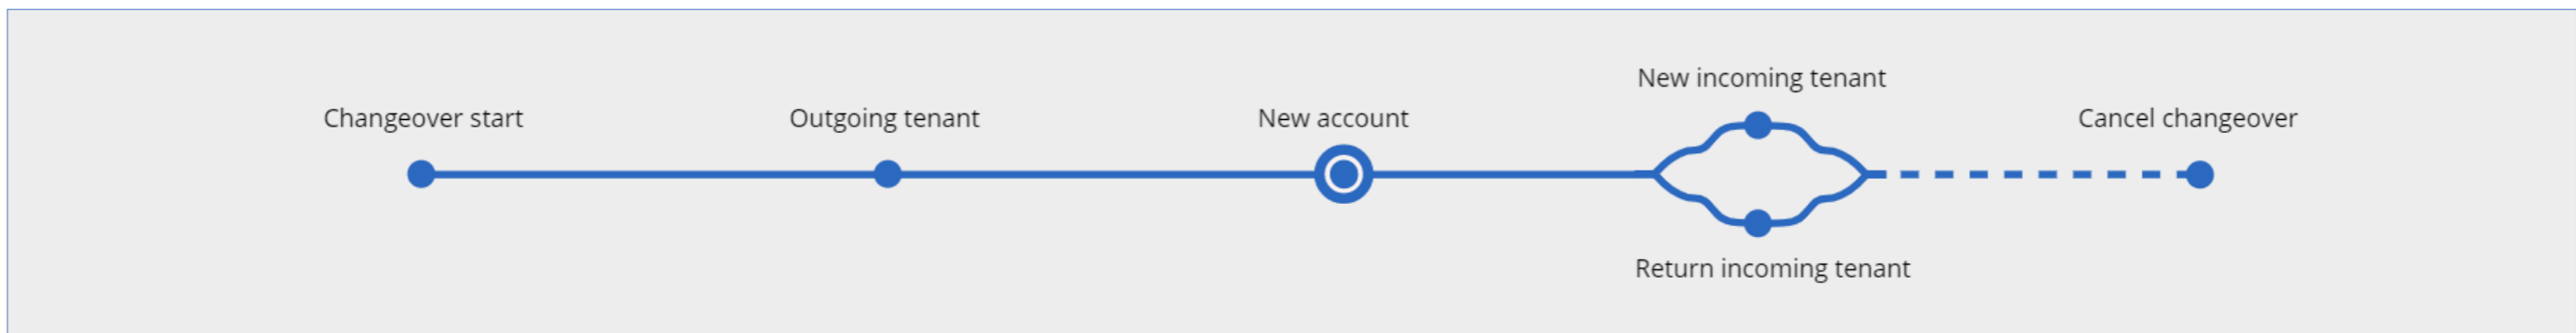 Changeover start
Outgoing tenant
New account
New incoming tenant
Return incoming tenant
Cancel changeover